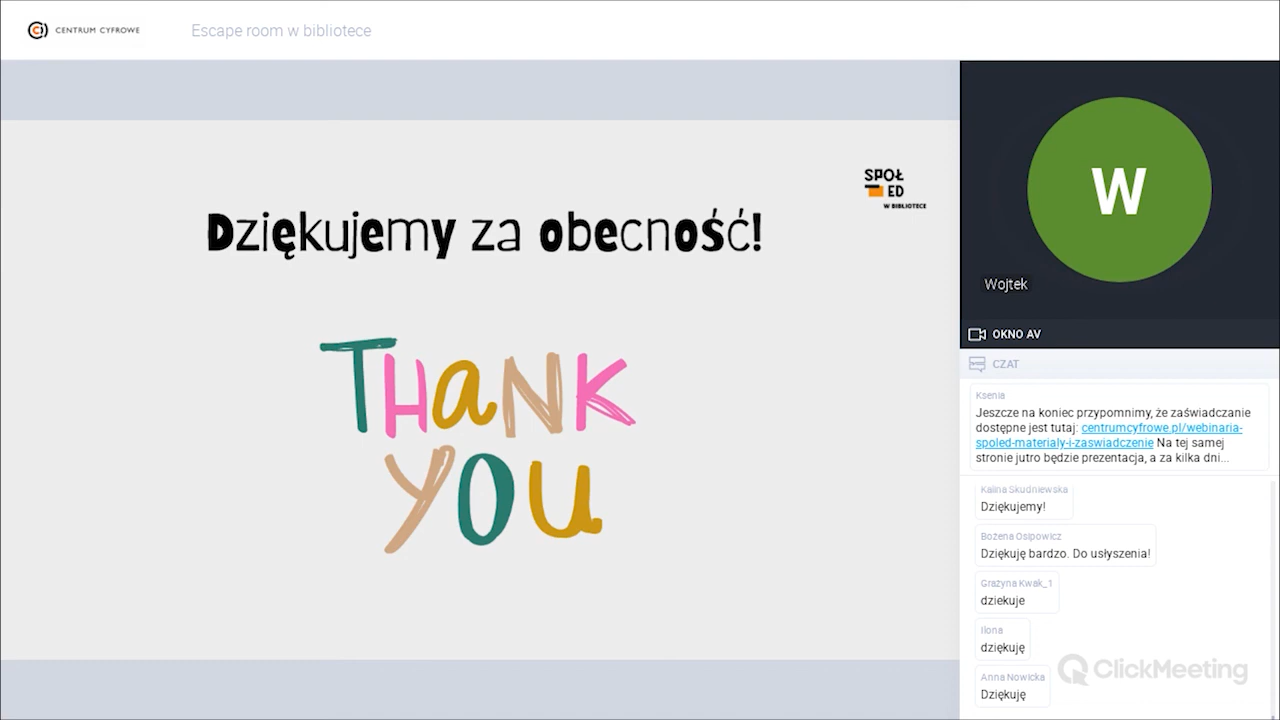 CENTRUM CYFROWE
Escape room w bibliotece
SPOŁ
ED
W BIBLIOTECE
Dziękujemy za obecność!
THANK
YOU
W
Wojtek
OKNO AV
CZAT
Ksenia
Jeszcze na koniec przypomnimy, że zaświadczanie
dostępne jest tutaj: centrumcyfrowe.pl/webinaria-
spoled-materialy-i-zaswiadczenie Na tej samej
stronie jutro będzie prezentacja, a za kilka dni...
Kalina Skudniewska
Dziękujemy!
Bożena Osipowicz
Dziękuję bardzo. Do usłyszenia!
Grażyna Kwak_1
dziekuje
Ilona
dziękuję
Anna Nowicka
Dziękuję
ClickMeeting